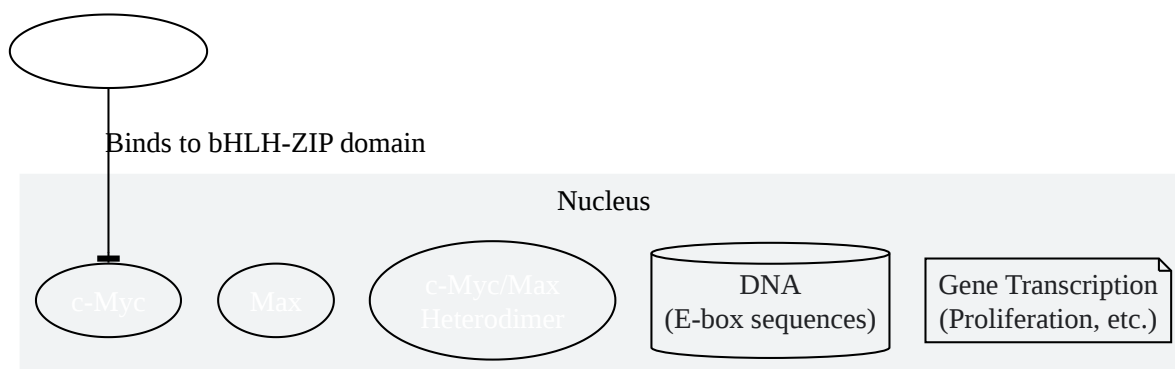 Binds to bHLH-ZIP domain
Nucleus
c-Myc
Max
c-Myc/Max
Heterodimer
DNA
(E-box sequences)
Gene Transcription
(Proliferation, etc.)